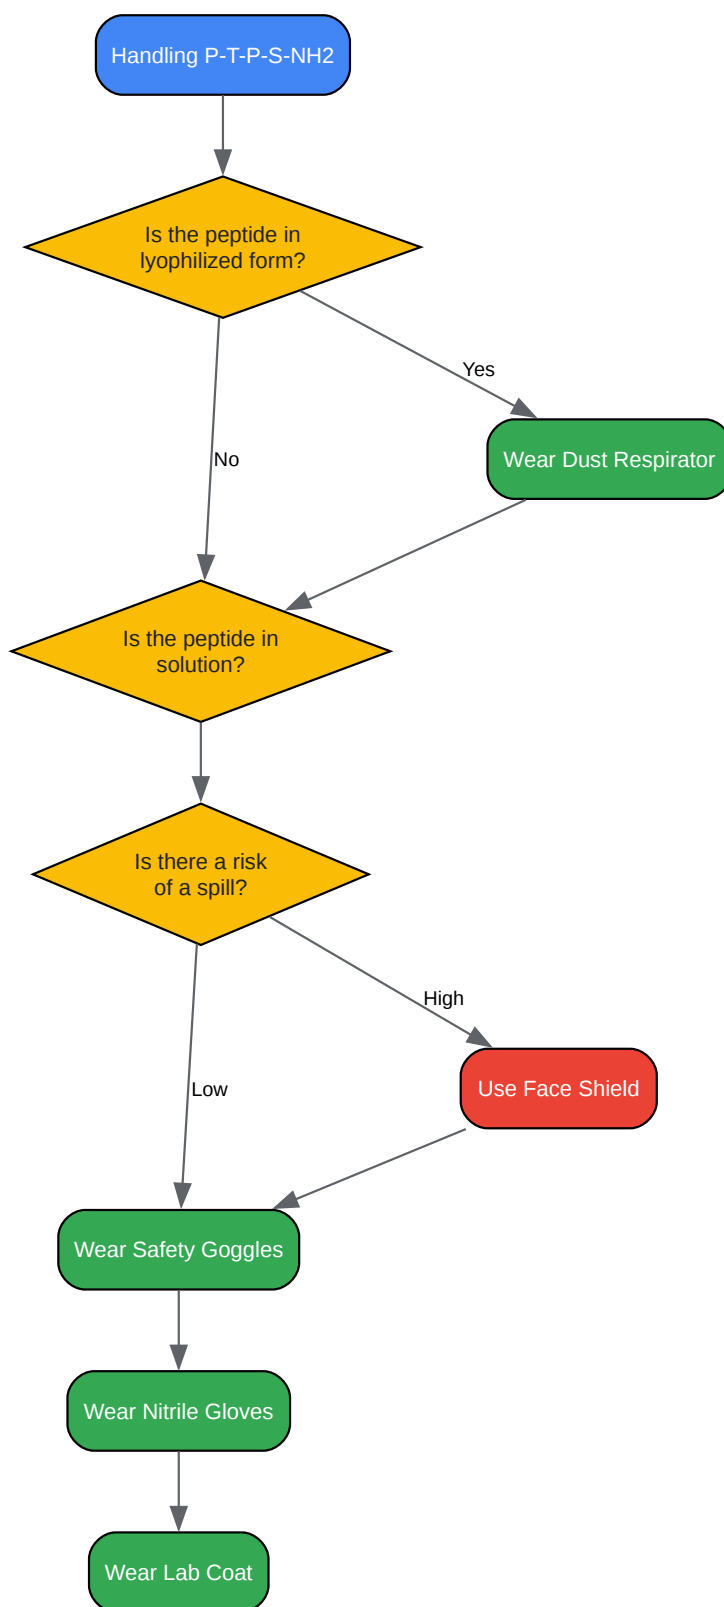 Handling P-T-P-S-NH2
Is the peptide in
lyophilized form?
Yes
No
Wear Dust Respirator
Is the peptide in
solution?
Is there a risk
of a spill?
High
Low
Use Face Shield
Wear Safety Goggles
Wear Nitrile Gloves
Wear Lab Coat